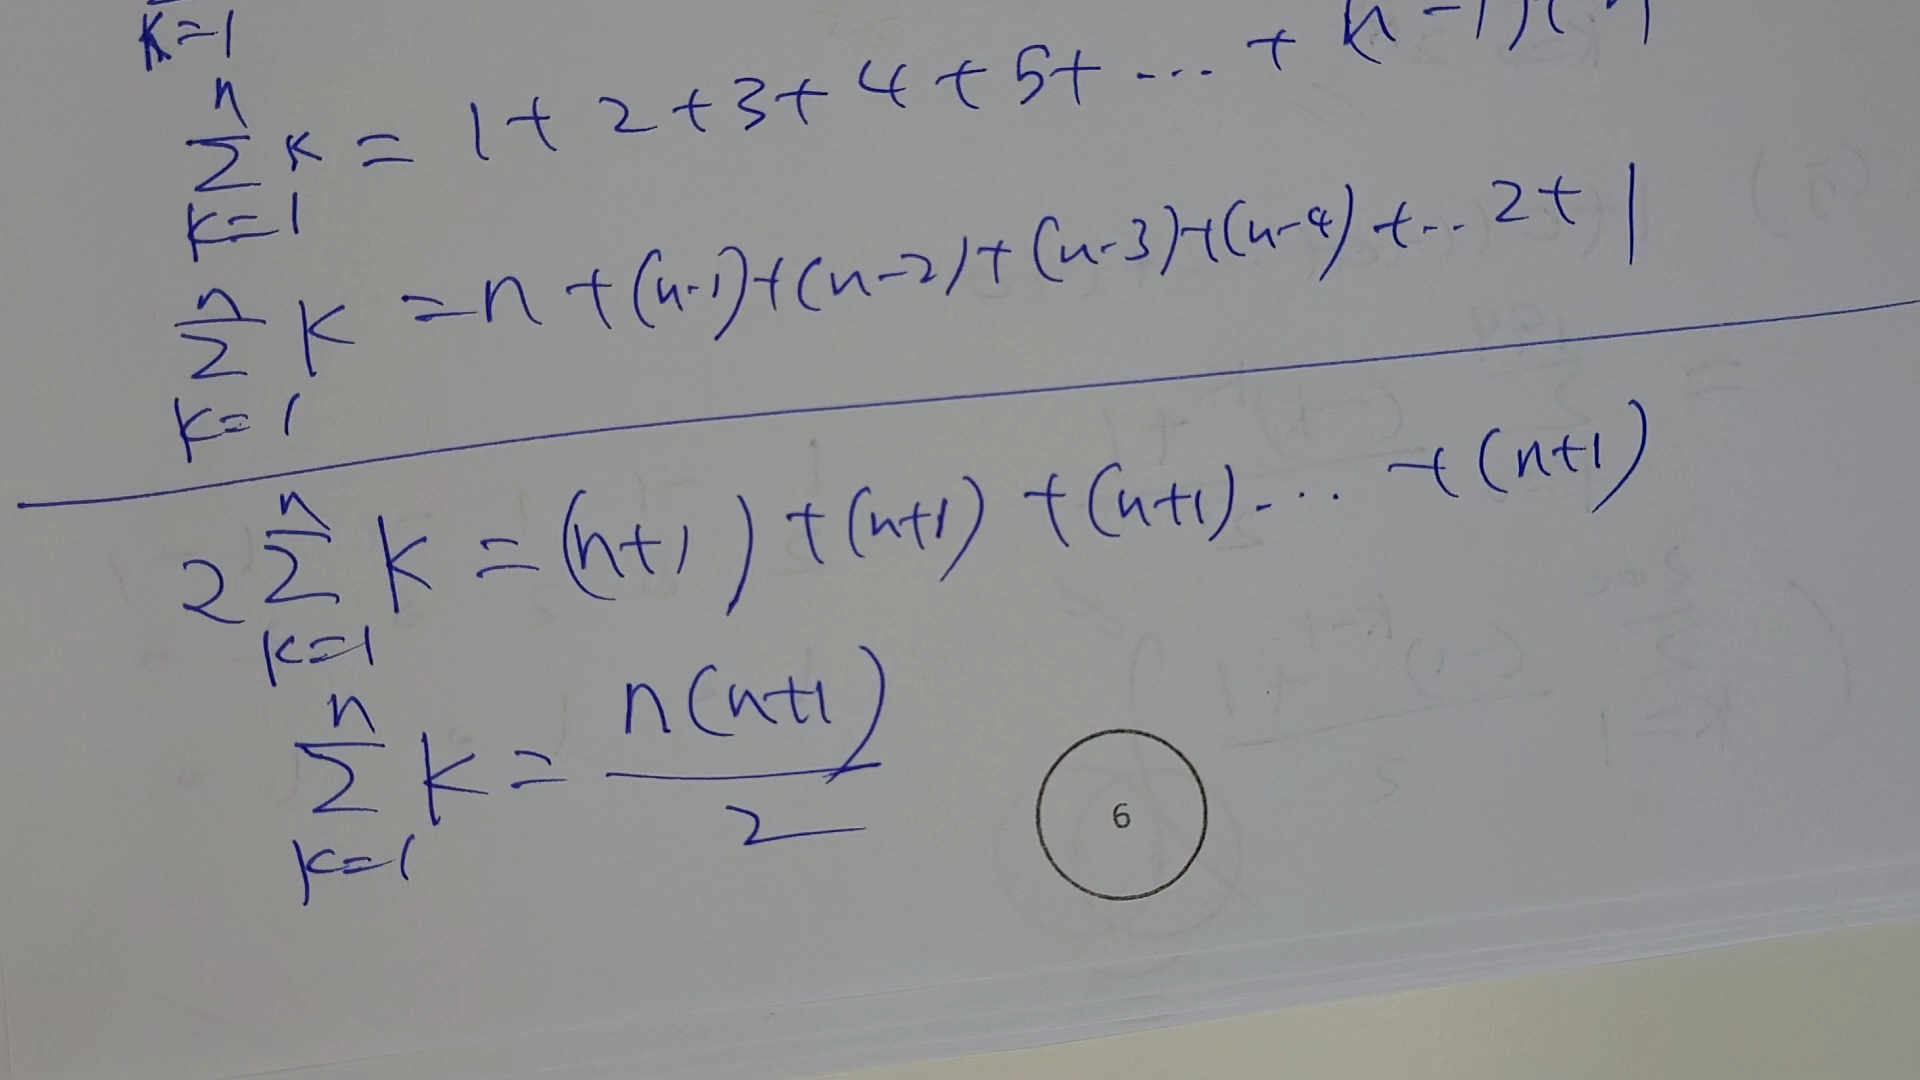 k=1
n
∑ k = 1 + 2 + 3 + 4 + 5 + ... +
k=1
n
∑ k = n + (n-1) + (n-2) + (n-3) + (n-4) + ... 2 + 1
k=1
n
2 ∑ k = (n+1) + (n+1) + (n+1) ... + (n+1)
k=1
n
∑ k = n(n+1)
2
k=1
6